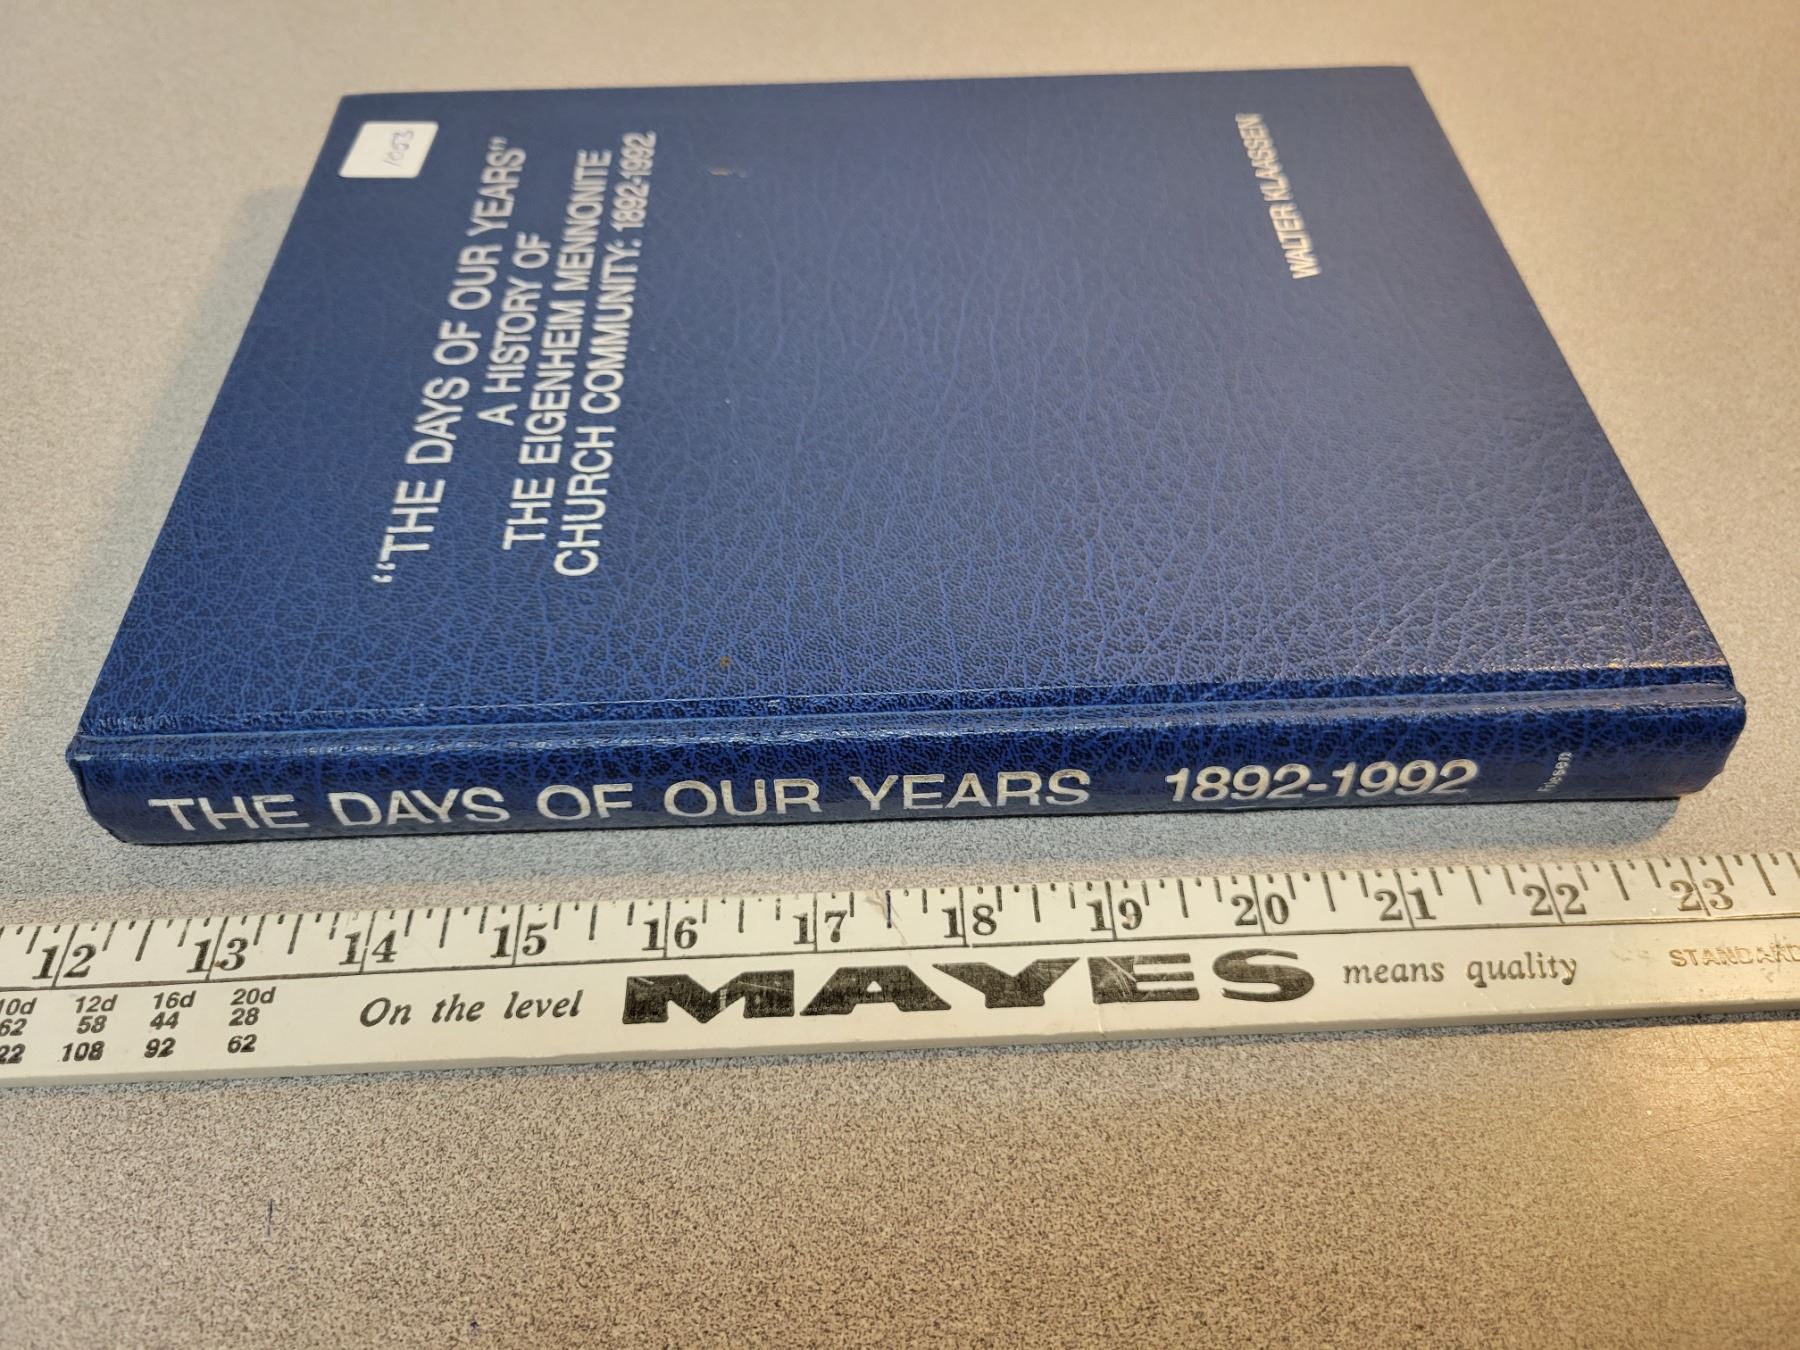 1003
“THE DAYS OF OUR YEARS”
A HISTORY OF
THE EIGENHEIM MENNONITE
CHURCH COMMUNITY: 1892-1992
WALTER KLAASSEN
THE DAYS OF OUR YEARS 1892-1992 Friesen
12 13 14 15 16 17 18 19 20 21 22 23
10d 12d 16d 20d
62 58 44 28
22 108 92 62
On the level MAYES means quality STANDARD